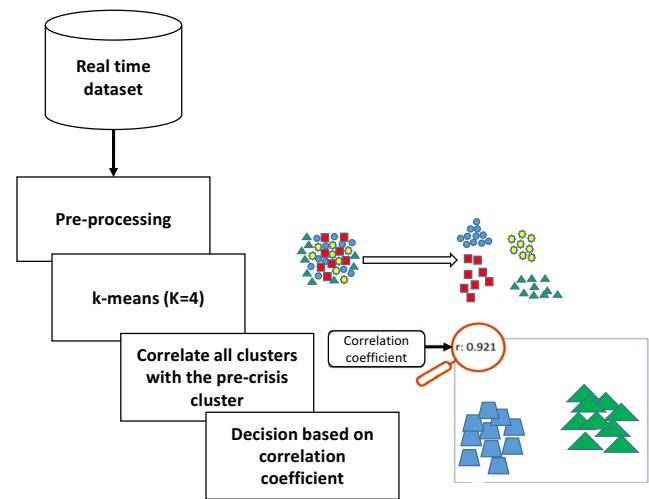 Real time
dataset
Pre-processing
k-means (K=4)
Correlate all clusters
with the pre-crisis
cluster
Decision based on
correlation
coefficient
Correlation
coefficient
r: 0.921